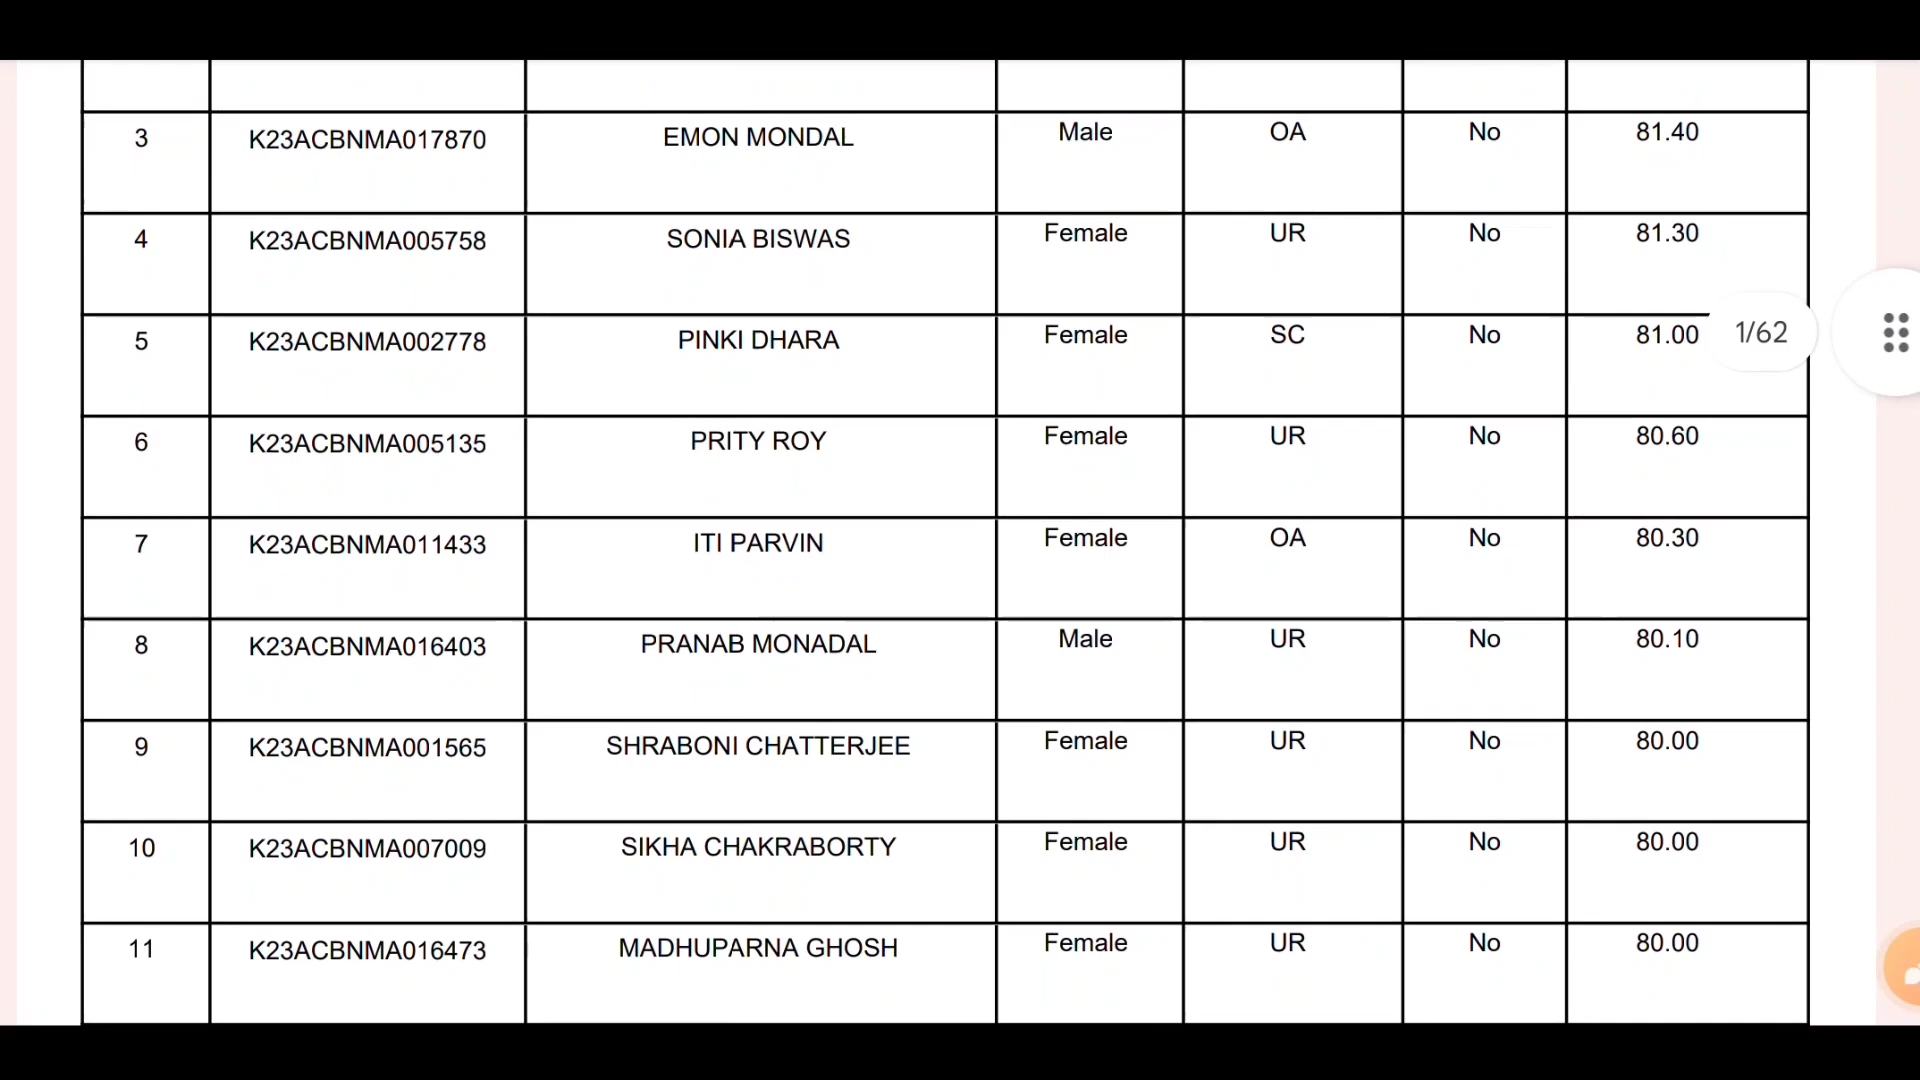 3 K23ACBNMA017870 EMON MONDAL Male OA No 81.40
4 K23ACBNMA005758 SONIA BISWAS Female UR No 81.30
5 K23ACBNMA002778 PINKI DHARA Female SC No 81.00 1/62
6 K23ACBNMA005135 PRITY ROY Female UR No 80.60
7 K23ACBNMA011433 ITI PARVIN Female OA No 80.30
8 K23ACBNMA016403 PRANAB MONADAL Male UR No 80.10
9 K23ACBNMA001565 SHRABONI CHATTERJEE Female UR No 80.00
10 K23ACBNMA007009 SIKHA CHAKRABORTY Female UR No 80.00
11 K23ACBNMA016473 MADHUPARNA GHOSH Female UR No 80.00